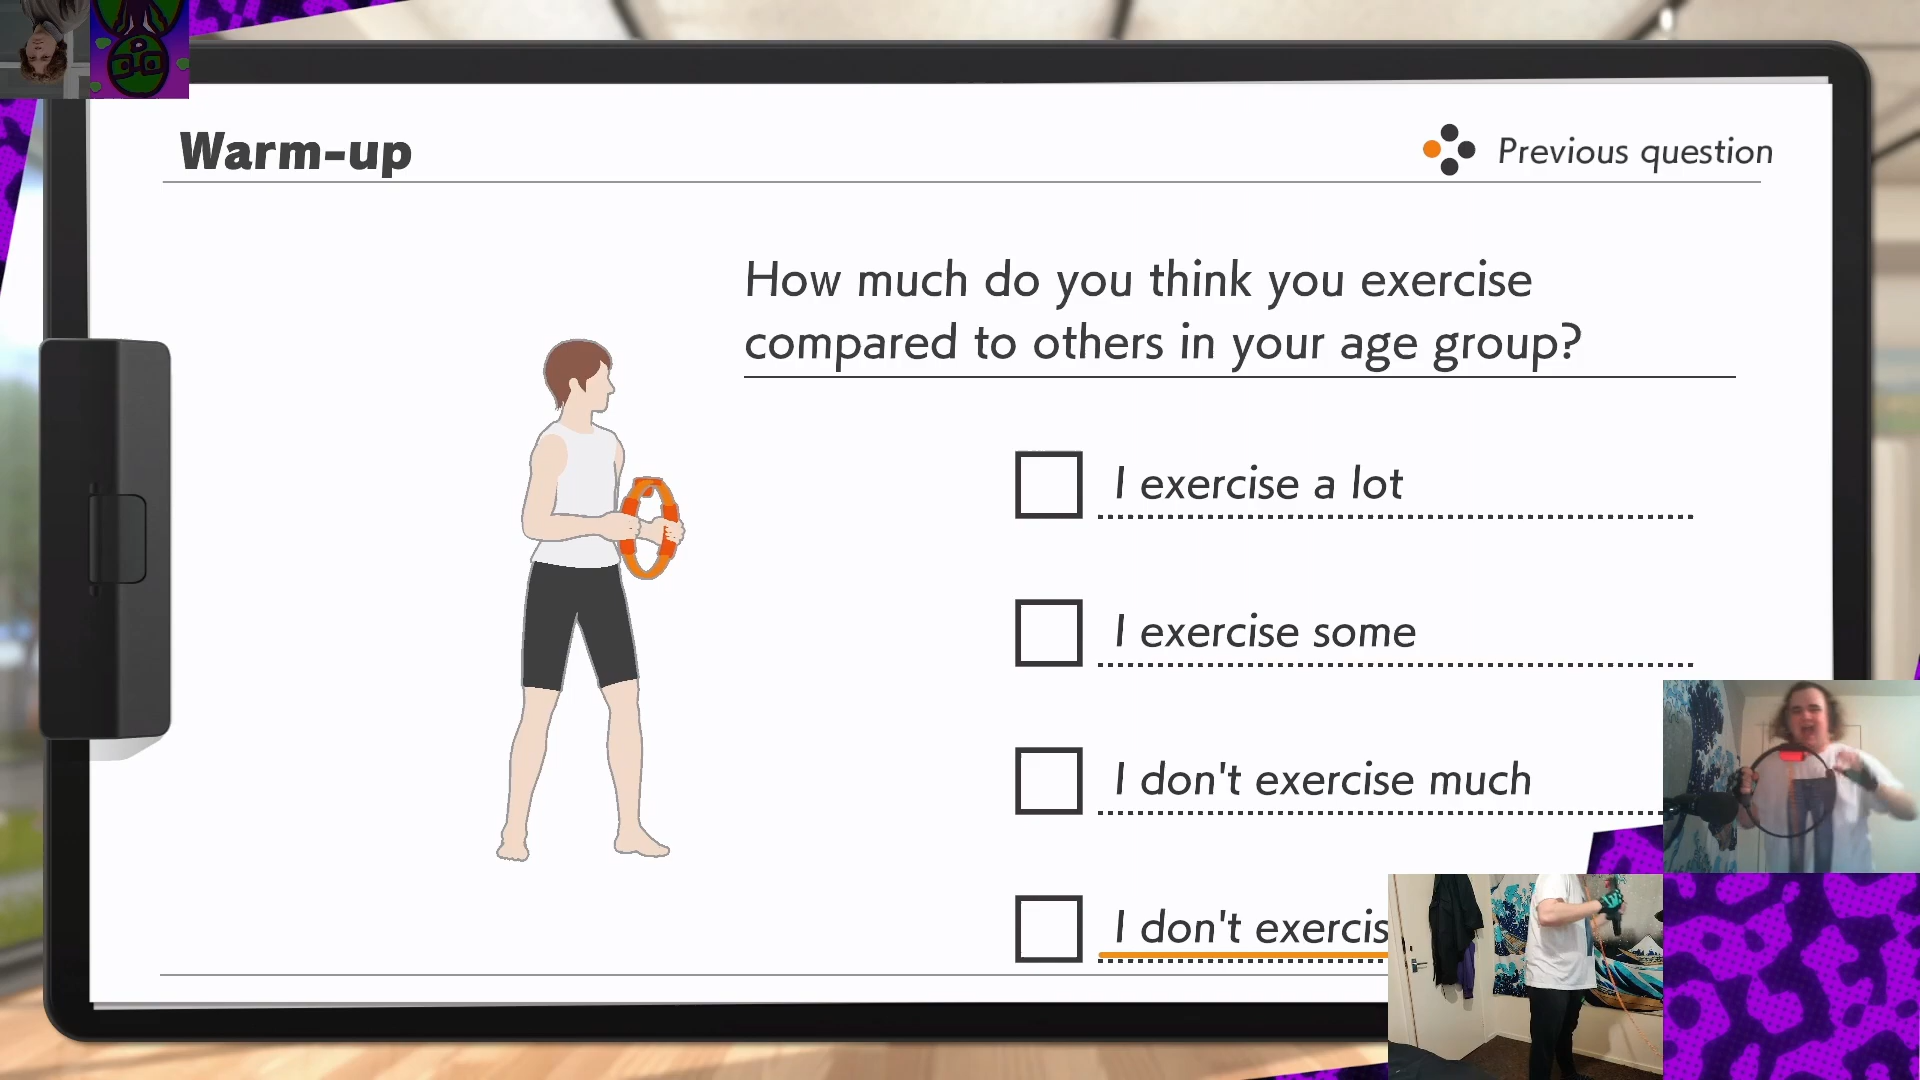 Warm-up
Previous question
How much do you think you exercise
compared to others in your age group?
I exercise a lot
I exercise some
I don't exercise much
I don't exercis